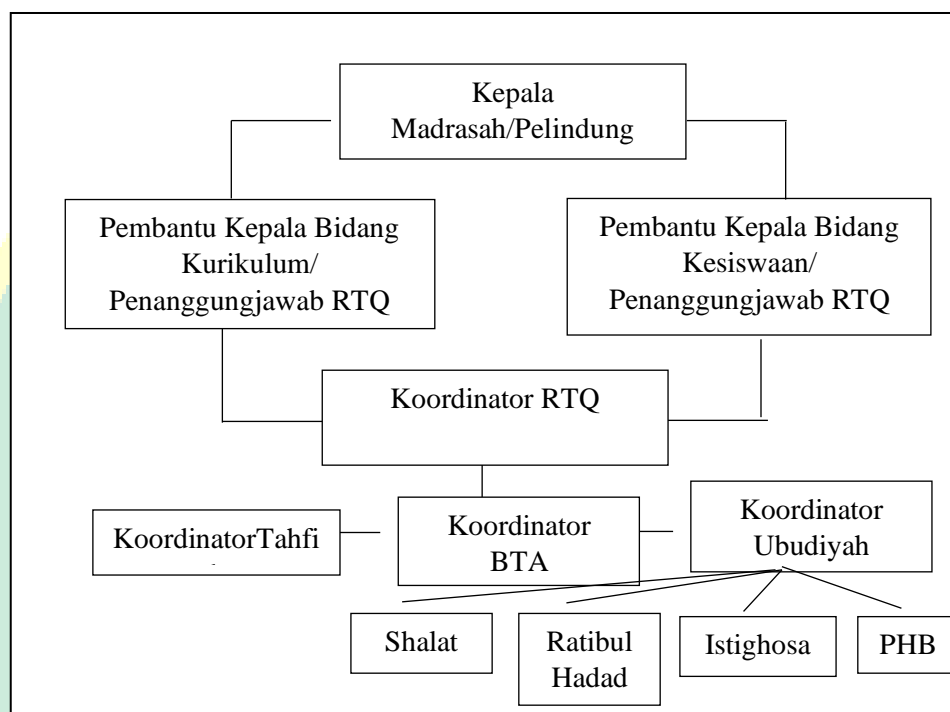 Kepala
Madrasah/Pelindung
Pembantu Kepala Bidang
Kurikulum/
Penanggungjawab RTQ
Pembantu Kepala Bidang
Kesiswaan/
Penanggungjawab RTQ
Koordinator RTQ
KoordinatorTahfi
Koordinator
BTA
Koordinator
Ubudiyah
Shalat
Ratibul
Hadad
Istighosa
PHB